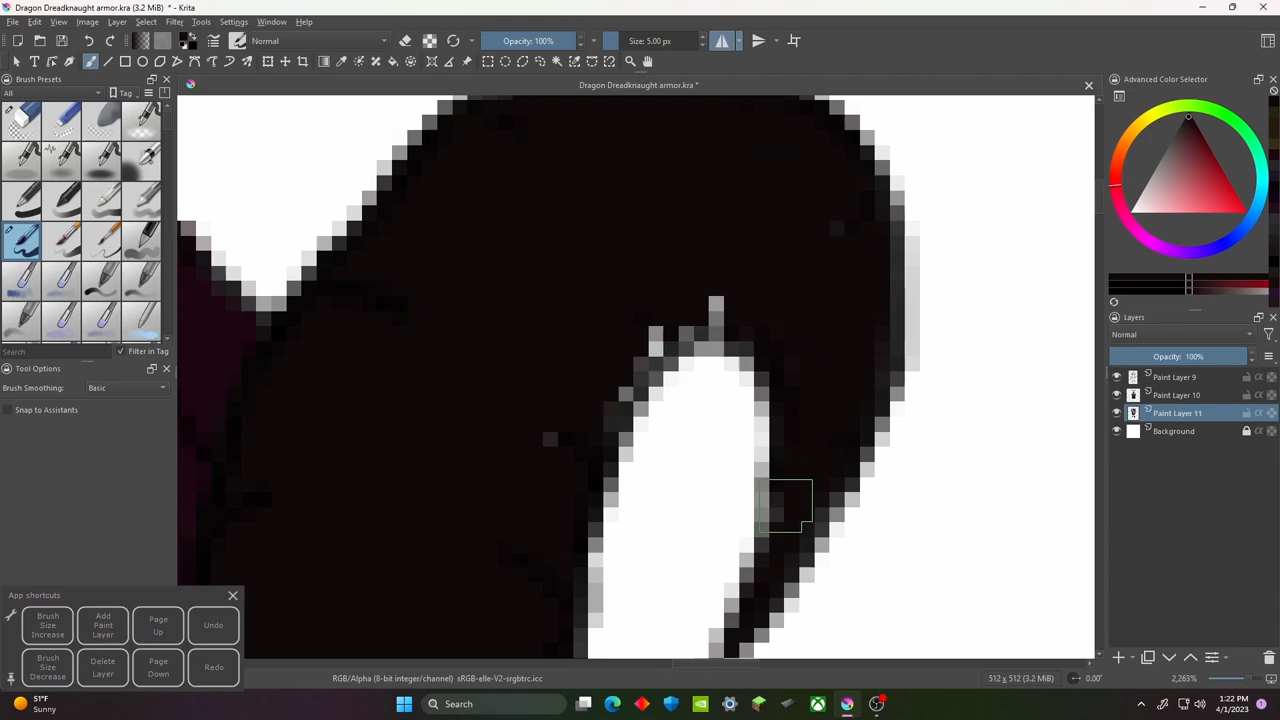 Dragon Dreadknaught armor.kra (3.2 MiB) * - Krita
File Edit View Image Layer Select Filter Tools Settings Window Help
Normal Opacity: 100% Size: 5.00 px
Brush Presets
All Tag
Search Filter in Tag
Tool Options
Brush Smoothing: Basic
Snap to Assistants
Dragon Dreadknaught armor.kra *
Advanced Color Selector
Layers
Normal
Opacity: 100%
Paint Layer 9
Paint Layer 10
Paint Layer 11
Background
App shortcuts
Brush Size Increase
Add Paint Layer
Page Up
Undo
Brush Size Decrease
Delete Layer
Page Down
Redo
RGB/Alpha (8-bit integer/channel) sRGB-elle-V2-srgbtrc.icc 512 x 512 (3.2 MiB) 0.00° 2,263%
51°F
Sunny
Search
1:22 PM
4/1/2023